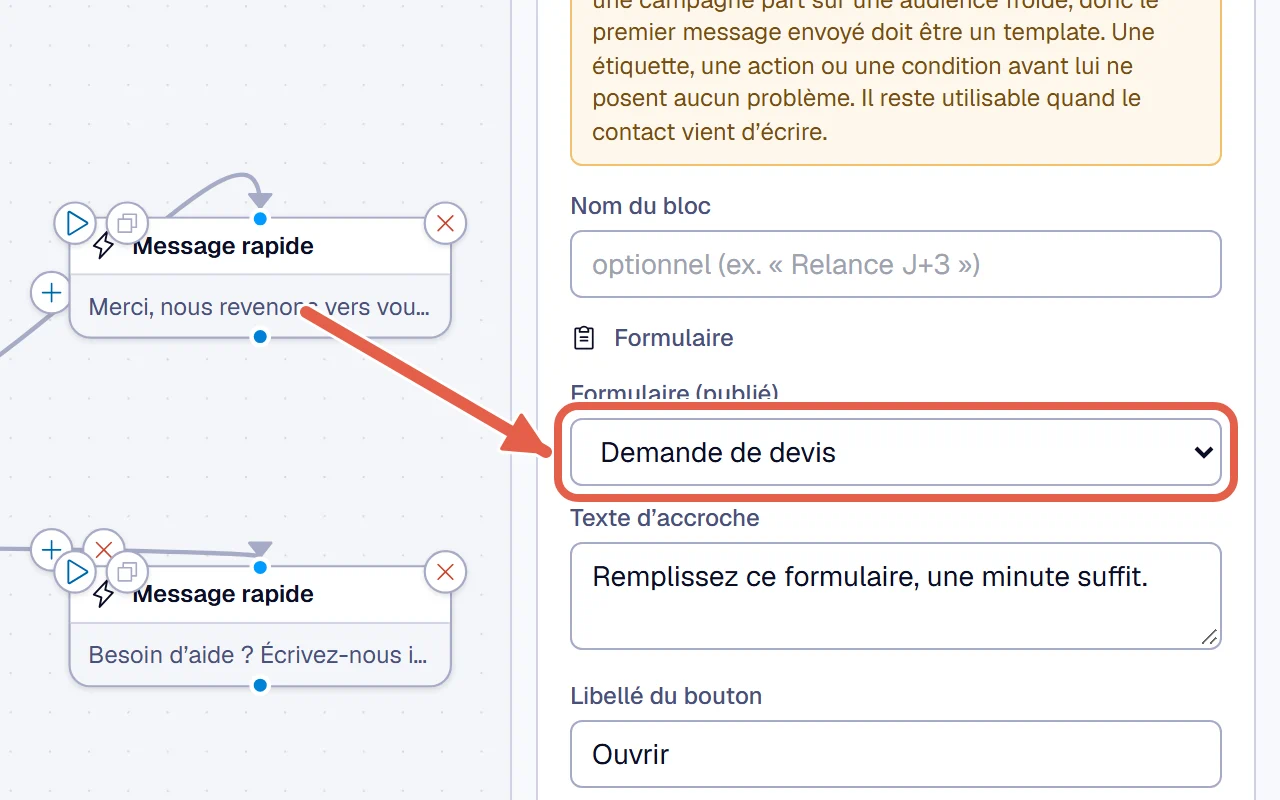 une campagne part sur une audience froide, donc le
premier message envoyé doit être un template. Une
étiquette, une action ou une condition avant lui ne
posent aucun problème. Il reste utilisable quand le
contact vient d’écrire.
Nom du bloc
optionnel (ex. « Relance J+3 »)
Formulaire
Formulaire (publié)
Demande de devis
Texte d’accroche
Remplissez ce formulaire, une minute suffit.
Libellé du bouton
Ouvrir
Message rapide
Merci, nous revenons vers vou...
Message rapide
Besoin d’aide ? Écrivez-nous i...